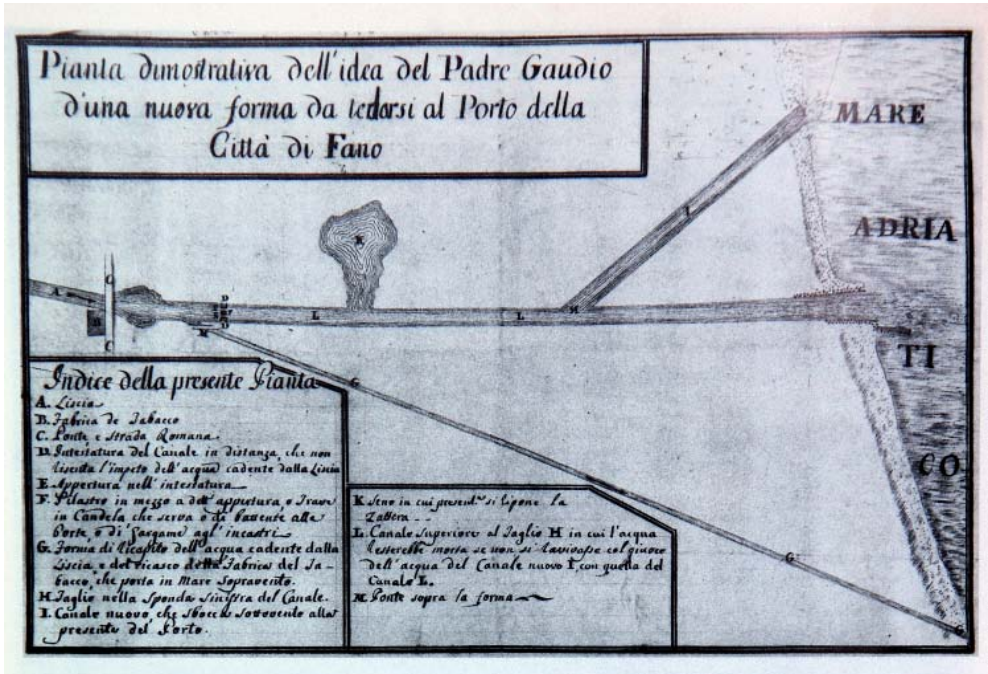 Pianta dimostrativa dell'idea del Padre Gaudio
d'una nuova forma da tedarsi al Porto della
Città di Fano
MARE
ADRIA
TI
CO
I
K
A
C
B
C
D
D
M
L
L
H
G
G
G
Indice della presente Pianta
A. Liscia
B. Fabrica de Tabacco
C. Ponte e strada Romana.
D. Intestatura del Canale in distanza, che non
risenta l'impeto dell'acqua cadente dalla Liscia
E. Appertura nell'intestatura
F. Pilastro in mezzo a dett' appertura, o Trave
in Candela che serva o di battente alle
Porte, o di Gargame agl'incastri
G. Forma di Ricapito dell'acqua cadente dalla
Liscia, e del ricasco della Fabrica del Ta-
bacco, che porta in Mare Sopravento.
H. Taglio nella Sponda sinistra del Canale.
I. Canale nuovo, che sbocca sottovento alla
presente del Porto.
K. Seno in cui present.e si ripone la
Zattera
L. Canale superiore al Taglio H in cui l'acqua
resterebbe morta se non si ravivasse col giuoco
dell'acqua del Canale nuovo I, con quella del
Canale L.
M. Ponte sopra la forma